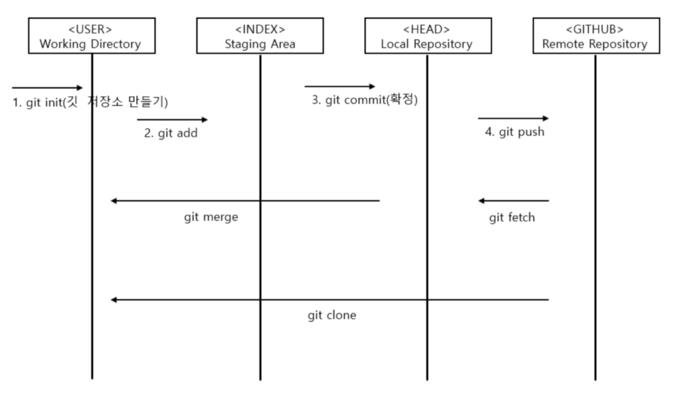 <USER>
Working Directory
<INDEX>
Staging Area
<HEAD>
Local Repository
<GITHUB>
Remote Repository
1. git init(깃 저장소 만들기)
2. git add
3. git commit(확정)
4. git push
git merge
git fetch
git clone